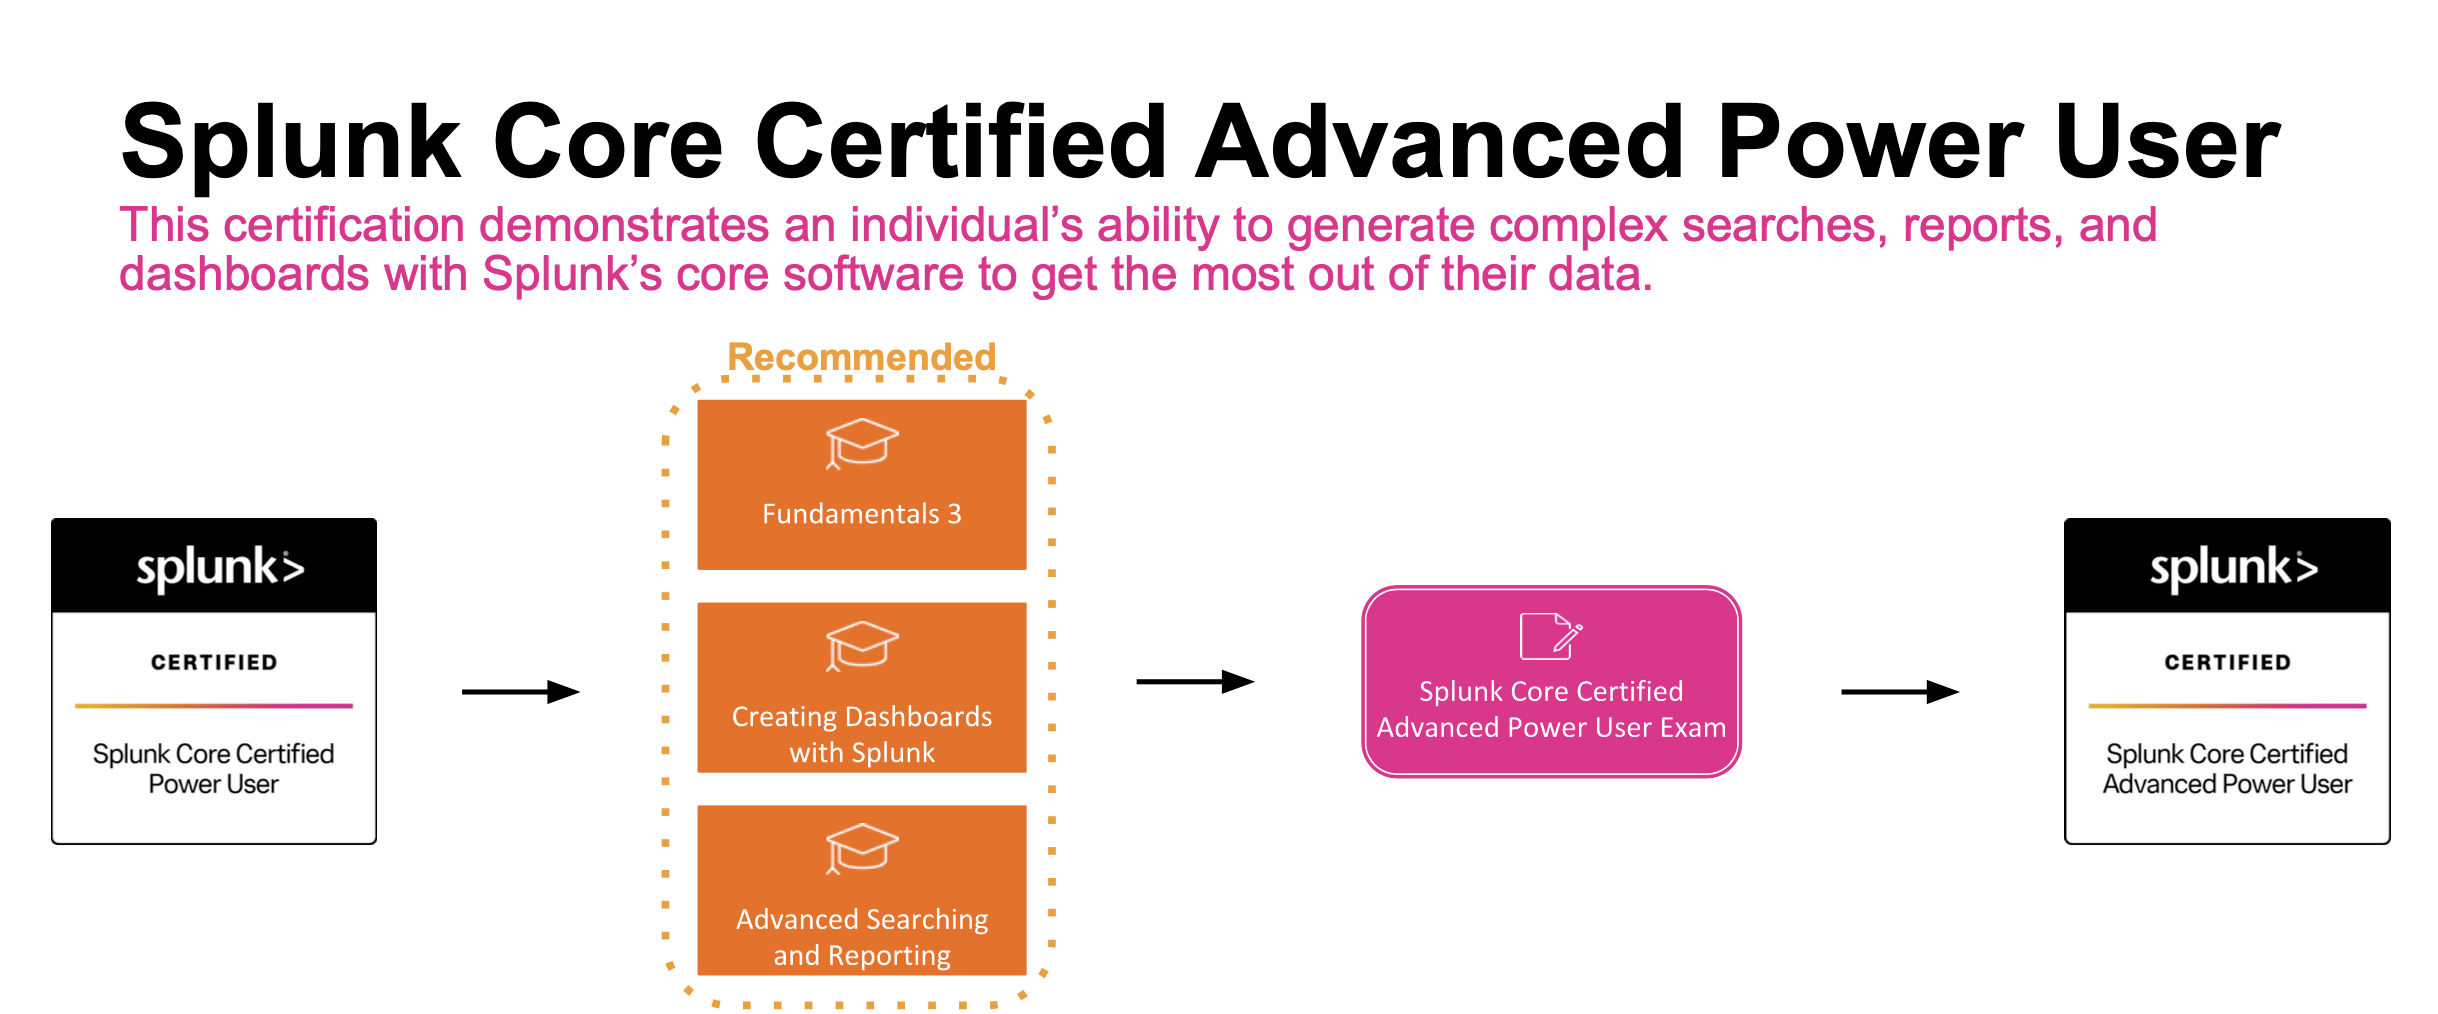 Splunk Core Certified Advanced Power User
This certification demonstrates an individual’s ability to generate complex searches, reports, and
dashboards with Splunk’s core software to get the most out of their data.
splunk>
CERTIFIED
Splunk Core Certified
Power User
Recommended
Fundamentals 3
Creating Dashboards
with Splunk
Advanced Searching
and Reporting
Splunk Core Certified
Advanced Power User Exam
splunk>
CERTIFIED
Splunk Core Certified
Advanced Power User